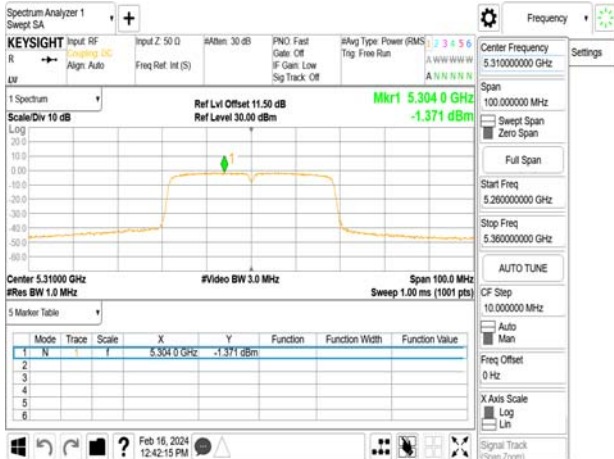 Spectrum Analyzer 1
Swept SA
Frequency
KEYSIGHT Input: RF Input Z: 50 Ω #Atten: 30 dB PNO: Fast #Avg Type: Power (RMS 1 2 3 4 5 6
R Coupling: DC Gate: Off Trig: Free Run A WW WW W
Align: Auto Freq Ref: Int (S) IF Gain: Low
Sig Track: Off A N N N N N
Center Frequency
5.310000000 GHz
Settings
Span
100.000000 MHz
Swept Span
Zero Span
Full Span
Start Freq
5.260000000 GHz
Stop Freq
5.360000000 GHz
AUTO TUNE
CF Step
10.000000 MHz
Auto
Man
Freq Offset
0 Hz
X Axis Scale
Log
Lin
Signal Track
(Span Zoom)
1 Spectrum Ref Lvl Offset 11.50 dB Mkr1 5.304 0 GHz
Scale/Div 10 dB Ref Level 30.00 dBm -1.371 dBm
Log
20.0
10.0
0.00
-10.0
-20.0
-30.0
-40.0
-50.0
-60.0
1
Center 5.31000 GHz #Video BW 3.0 MHz Span 100.0 MHz
#Res BW 1.0 MHz Sweep 1.00 ms (1001 pts)
5 Marker Table
Mode Trace Scale X Y Function Function Width Function Value
1 N 1 f 5.304 0 GHz -1.371 dBm
2
3
4
5
6
? Feb 16, 2024
12:42:15 PM